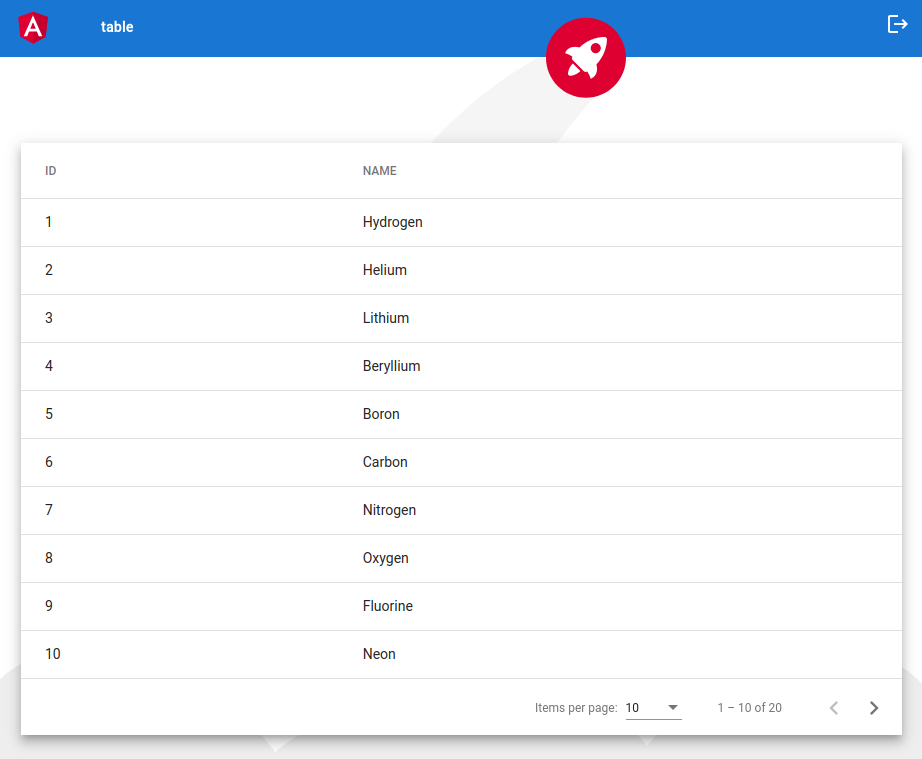 A
table
ID NAME
1 Hydrogen
2 Helium
3 Lithium
4 Beryllium
5 Boron
6 Carbon
7 Nitrogen
8 Oxygen
9 Fluorine
10 Neon
Items per page: 10 1 – 10 of 20